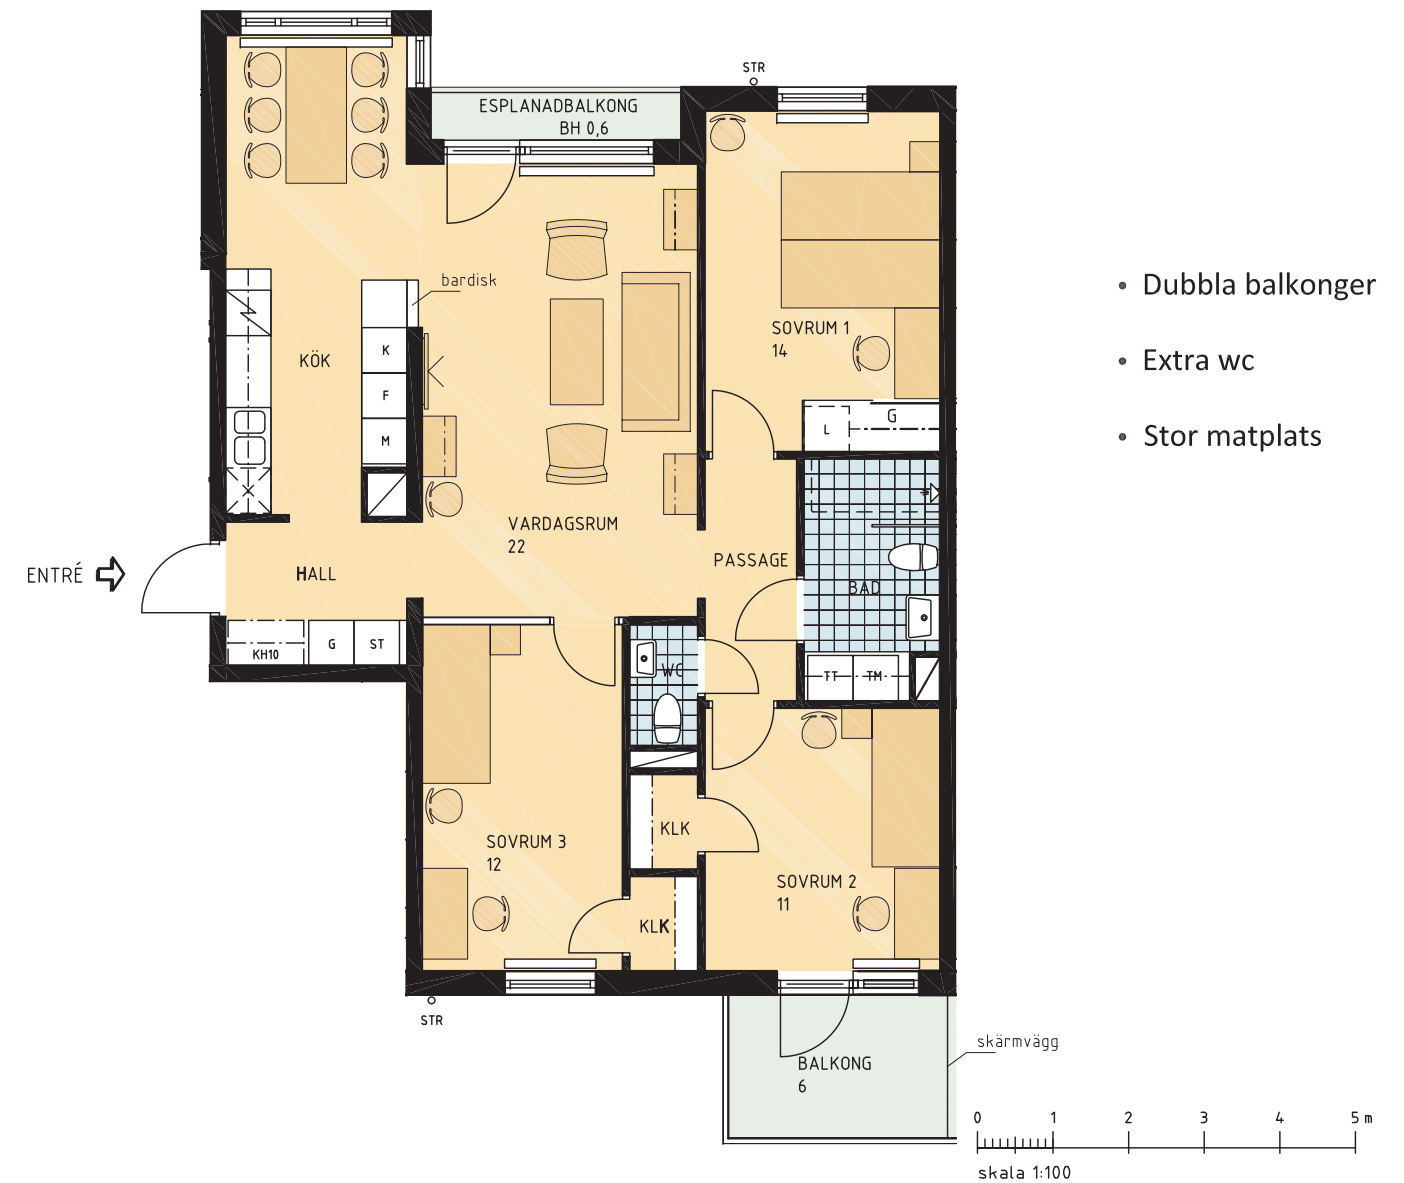 STR
ESPLANADBALKONG
BH 0,6
bardisk
• Dubbla balkonger
SOVRUM 1
14
KÖK
K
• Extra wc
F
G
L
M
• Stor matplats
VARDAGSRUM
22
PASSAGE
ENTRÉ
HALL
BAD
KH10
G
ST
WC
TT
TM
KLK
SOVRUM 3
12
SOVRUM 2
11
KLK
STR
skärmvägg
BALKONG
6
0 1 2 3 4 5 m
skala 1:100